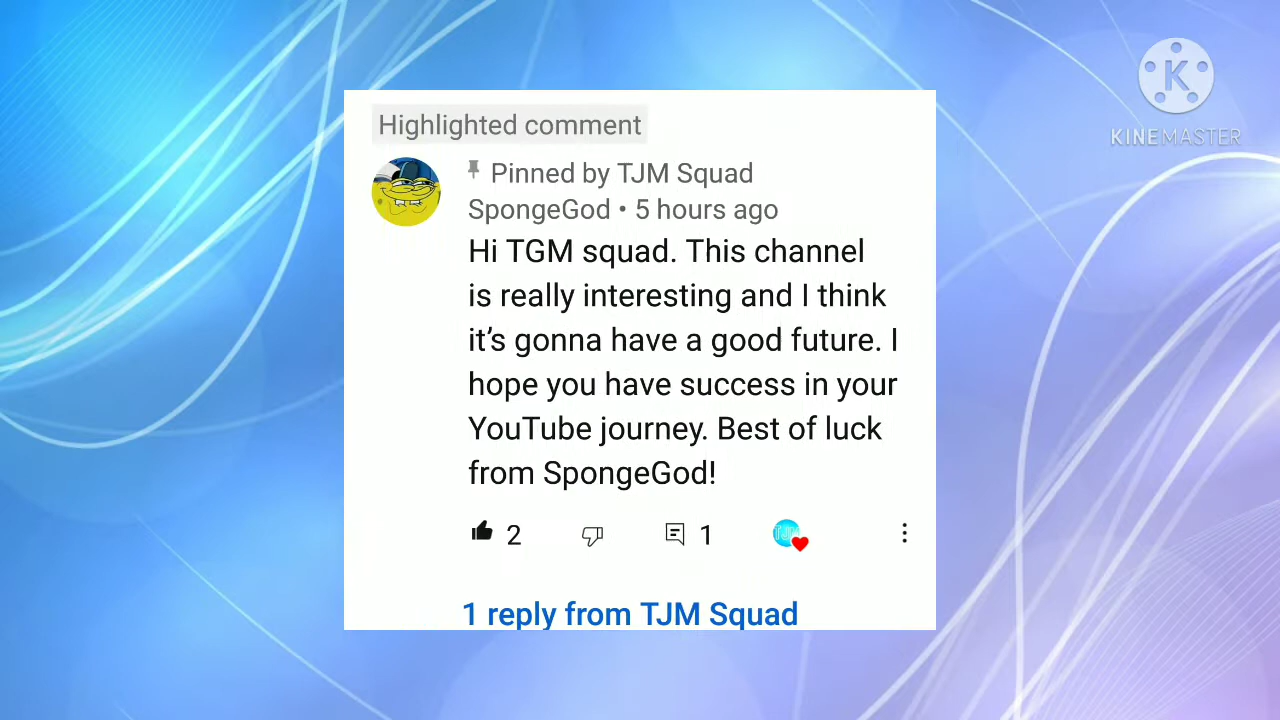 Highlighted comment
Pinned by TJM Squad
SpongeGod • 5 hours ago
Hi TGM squad. This channel
is really interesting and I think
it's gonna have a good future. I
hope you have success in your
YouTube journey. Best of luck
from SpongeGod!
2 1 TJM
1 reply from TJM Squad
K
KINEMASTER